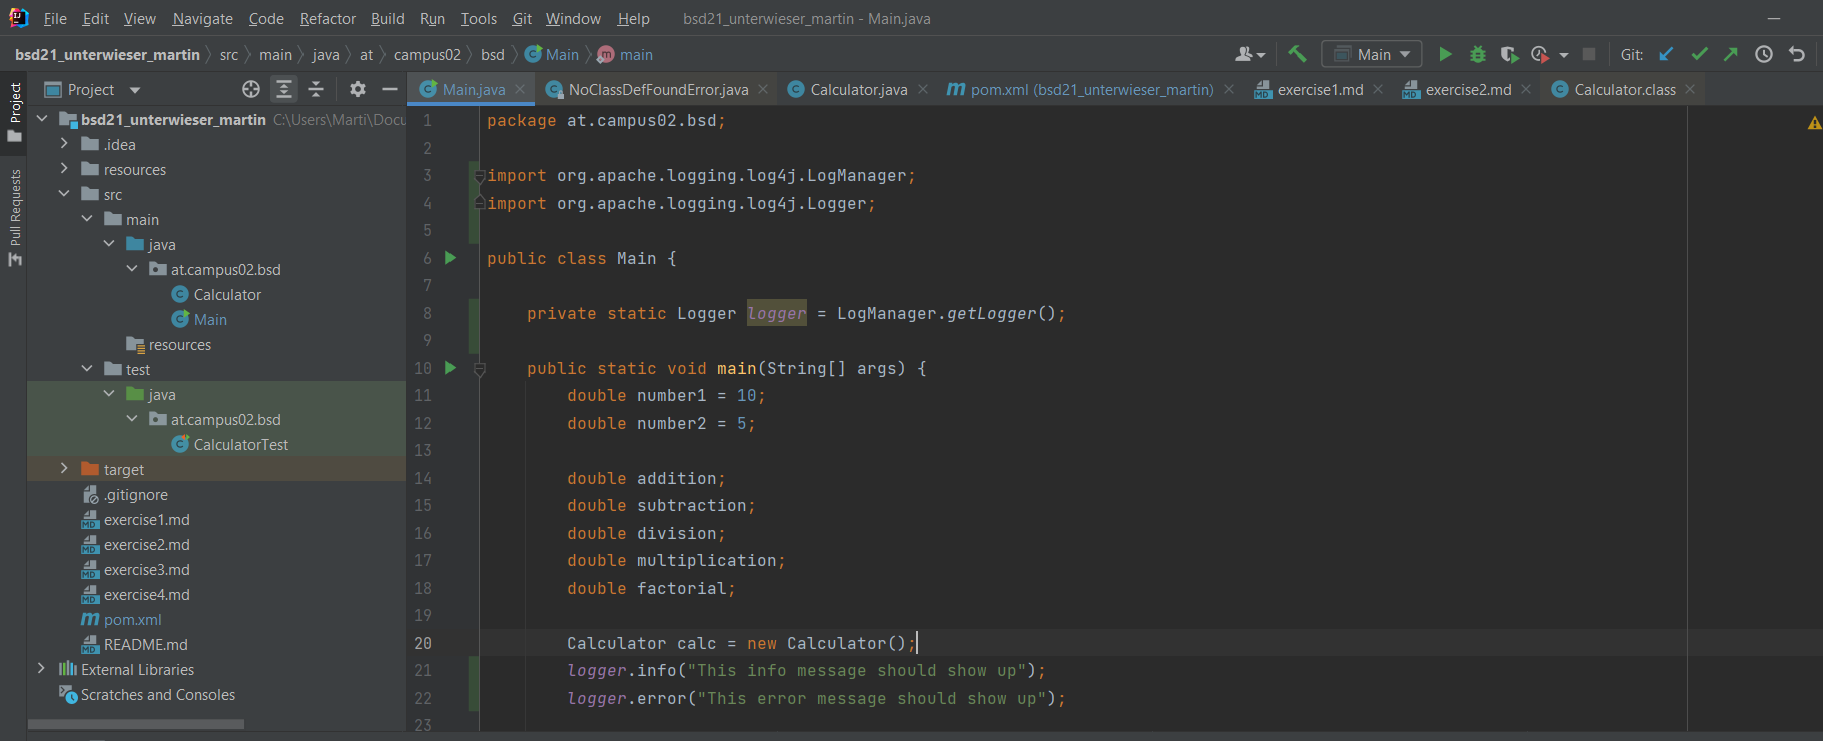 File Edit View Navigate Code Refactor Build Run Tools Git Window Help bsd21_unterwieser_martin - Main.java
bsd21_unterwieser_martin src main java at campus02 bsd Main main Main Git:
Project
Pull Requests
Project
bsd21_unterwieser_martin C:\Users\Marti\Docu
.idea
resources
src
main
java
at.campus02.bsd
Calculator
Main
resources
test
java
at.campus02.bsd
CalculatorTest
target
.gitignore
exercise1.md
exercise2.md
exercise3.md
exercise4.md
pom.xml
README.md
External Libraries
Scratches and Consoles
Main.java NoClassDefFoundError.java Calculator.java pom.xml (bsd21_unterwieser_martin) exercise1.md exercise2.md Calculator.class
1 package at.campus02.bsd;
2
3 import org.apache.logging.log4j.LogManager;
4 import org.apache.logging.log4j.Logger;
5
6 public class Main {
7
8 private static Logger logger = LogManager.getLogger();
9
10 public static void main(String[] args) {
11 double number1 = 10;
12 double number2 = 5;
13
14 double addition;
15 double subtraction;
16 double division;
17 double multiplication;
18 double factorial;
19
20 Calculator calc = new Calculator();
21 logger.info("This info message should show up");
22 logger.error("This error message should show up");
23